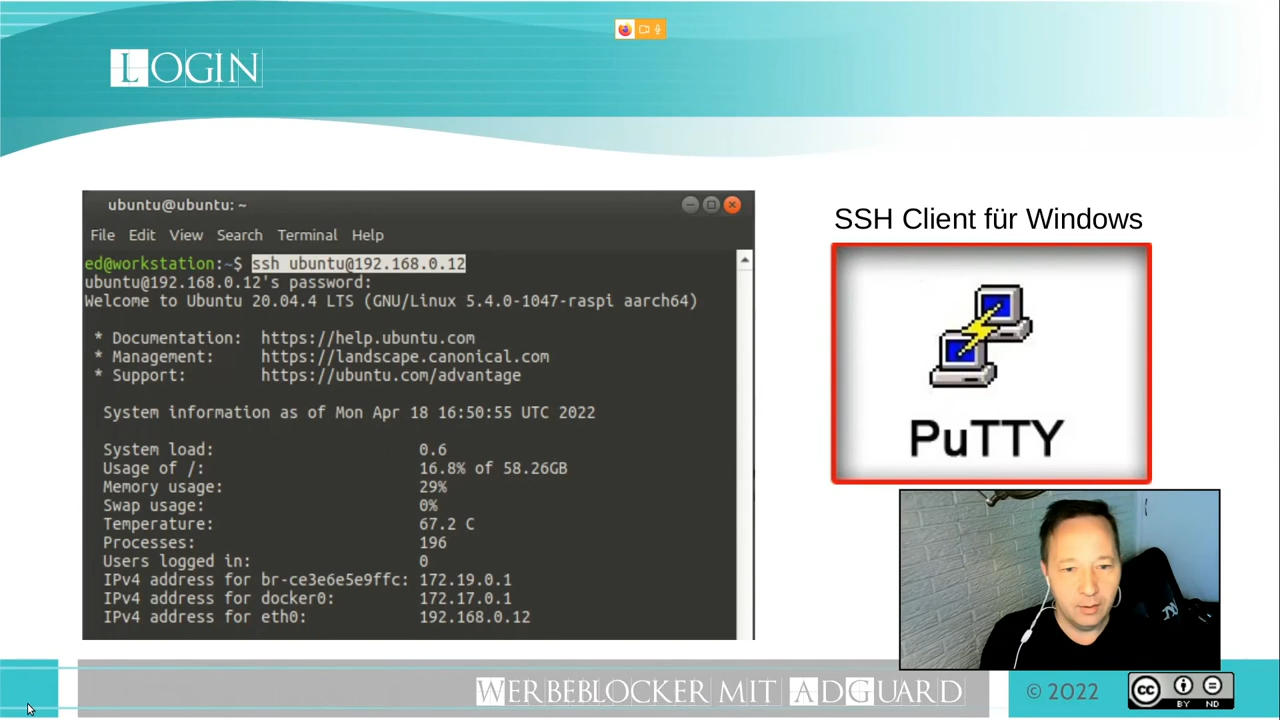 LOGIN
ubuntu@ubuntu: ~
File Edit View Search Terminal Help
ed@workstation:~$ ssh ubuntu@192.168.0.12
ubuntu@192.168.0.12's password:
Welcome to Ubuntu 20.04.4 LTS (GNU/Linux 5.4.0-1047-raspi aarch64)
* Documentation: https://help.ubuntu.com
* Management: https://landscape.canonical.com
* Support: https://ubuntu.com/advantage
System information as of Mon Apr 18 16:50:55 UTC 2022
System load: 0.6
Usage of /: 16.8% of 58.26GB
Memory usage: 29%
Swap usage: 0%
Temperature: 67.2 C
Processes: 196
Users logged in: 0
IPv4 address for br-ce3e6e5e9ffc: 172.19.0.1
IPv4 address for docker0: 172.17.0.1
IPv4 address for eth0: 192.168.0.12
SSH Client für Windows
PuTTY
WERBEBLOCKER MIT ADGUARD
© 2022
cc BY ND